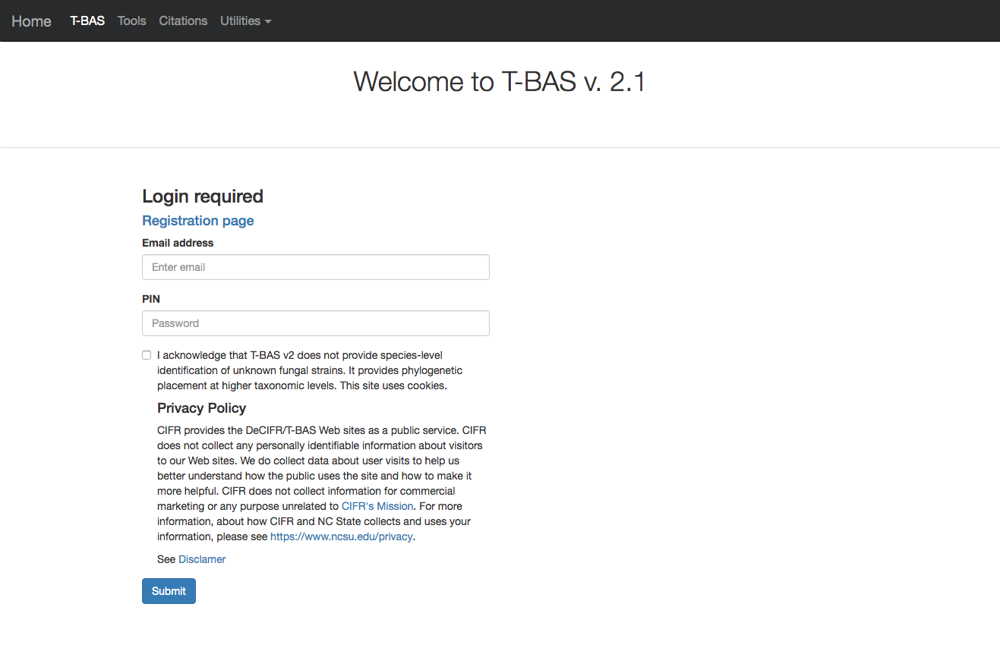 Home T-BAS Tools Citations Utilities
Welcome to T-BAS v. 2.1
Login required
Registration page
Email address
Enter email
PIN
Password
I acknowledge that T-BAS v2 does not provide species-level
identification of unknown fungal strains. It provides phylogenetic
placement at higher taxonomic levels. This site uses cookies.
Privacy Policy
CIFR provides the DeCIFR/T-BAS Web sites as a public service. CIFR
does not collect any personally identifiable information about visitors
to our Web sites. We do collect data about user visits to help us
better understand how the public uses the site and how to make it
more helpful. CIFR does not collect information for commercial
marketing or any purpose unrelated to CIFR's Mission. For more
information, about how CIFR and NC State collects and uses your
information, please see https://www.ncsu.edu/privacy.
See Disclamer
Submit